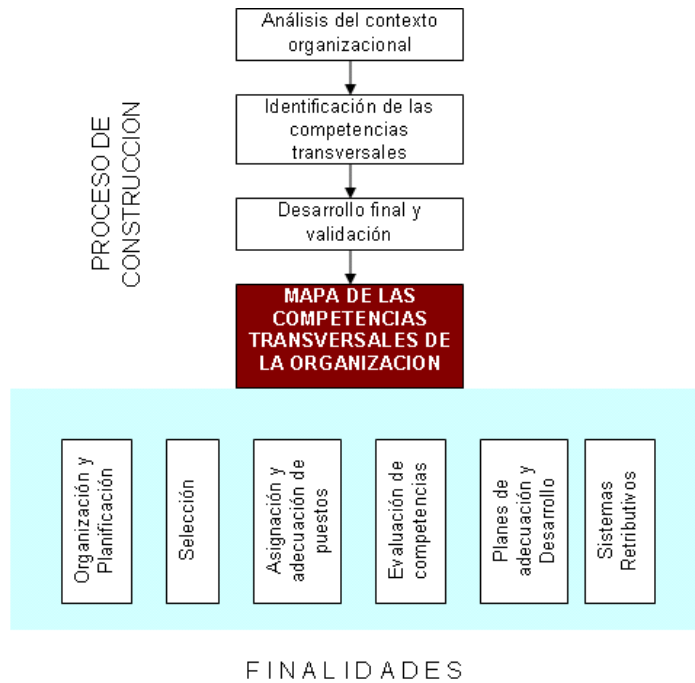 Análisis del contexto
organizacional
Identificación de las
competencias
transversales
PROCESO DE
CONSTRUCCION
Desarrollo final y
validación
MAPA DE LAS
COMPETENCIAS
TRANSVERSALES DE
LA ORGANIZACION
Organización y
Planificación
Selección
Asignación y
adecuación de
puestos
Evaluación de
competencias
Planes de
adecuación y
Desarrollo
Sistemas
Retributivos
FINALIDADES